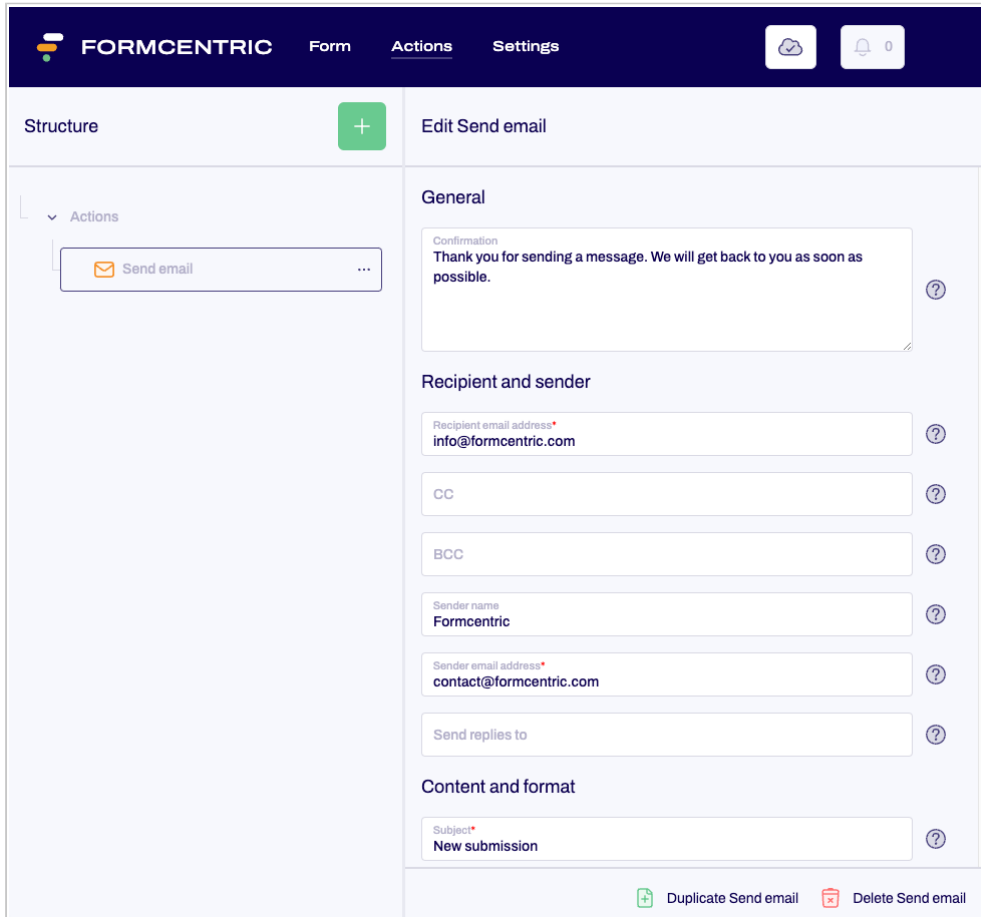 FORMCENTRIC Form Actions Settings 0
Structure
Edit Send email
Actions
Send email
General
Confirmation
Thank you for sending a message. We will get back to you as soon as
possible.
Recipient and sender
Recipient email address*
info@formcentric.com
CC
BCC
Sender name
Formcentric
Sender email address*
contact@formcentric.com
Send replies to
Content and format
Subject*
New submission
Duplicate Send email Delete Send email